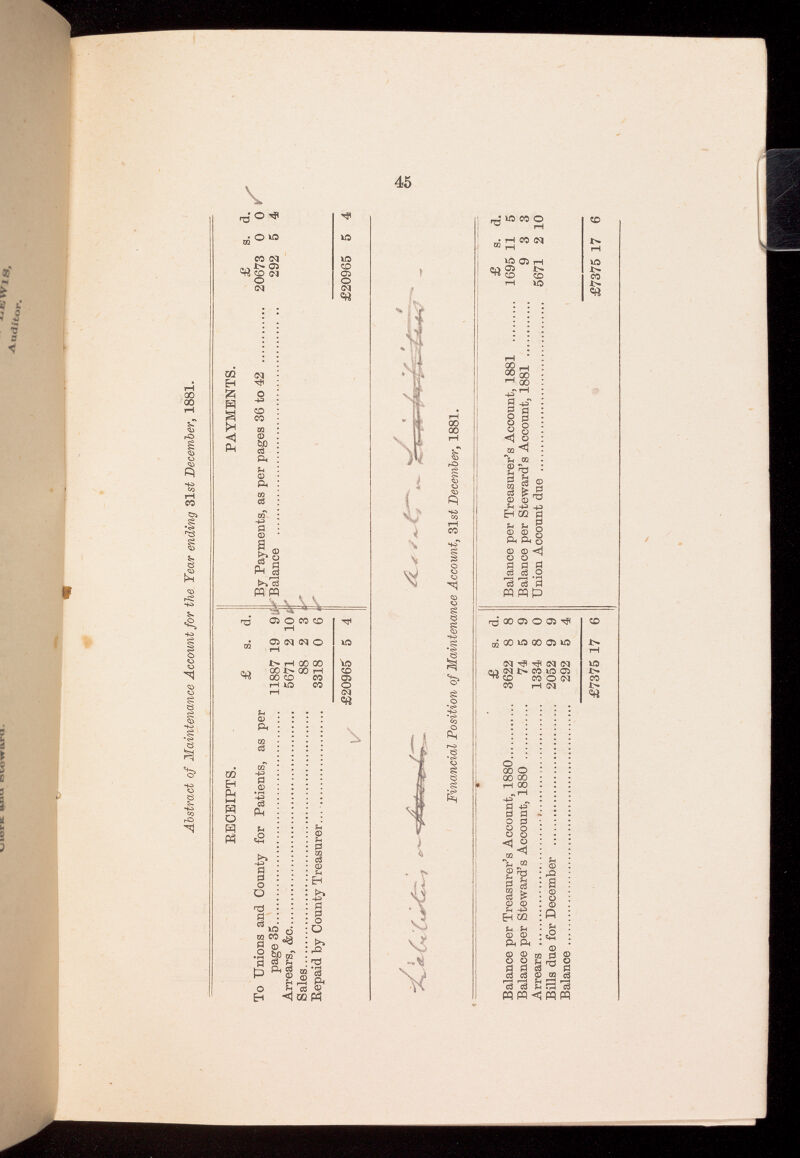 45
Abstract of Maintenance Account for the Year ending 31st December, 1881.
RECEIPTS.
£ s. d.
To Unions and County for Patients, as per
page 35.............. 11887 19 9
Arrears, &c.............. 5671 2 10
Sales.............. 88 2 3
Repaid by County Treasurer.............. 3318 0 6
£20965 5 4
PAYMENTS.
£ s. d.
By Payments, as per pages 36 to 42 .............. 20673 0 0
Balance .............. 292 5 4
£20965 5 4
Liabilities
Financial Position of Maintenance Account, 31st December, 1881.
£ s. d.
Balance per Treasurer's Account, 1880............ 3622 8 8
Balance per Steward's Account, 1880 ............ 74 5 9
Arrears .............. 1334 8 0
Bills due for December .............. 2052 9 9
Balance .............. 292 5 4
£7375 17 6
£ s. d.
Balance per Treasurer's Account, 1881 .......... 1695 11 5
Balance per Steward's Account, 1881 ............ 9 3 3
Union Account due .............. 5671 2 10
£7375 17 6
LEWIS,
Auditor.
Clerk and Steward.